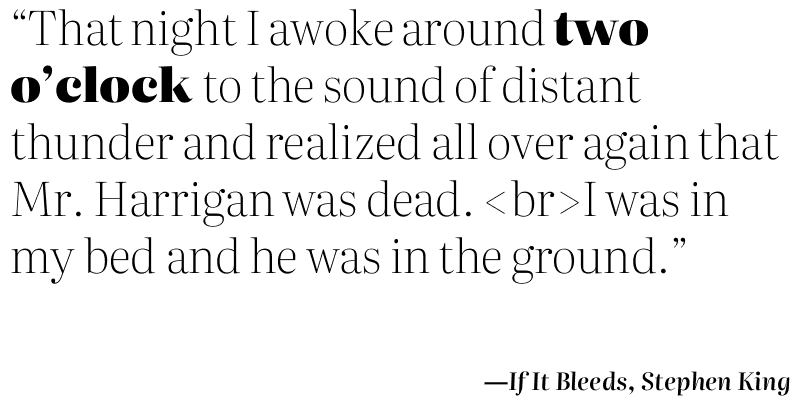 “That night I awoke around two
o’clock to the sound of distant
thunder and realized all over again that
Mr. Harrigan was dead. <br>I was in
my bed and he was in the ground.”
—If It Bleeds, Stephen King